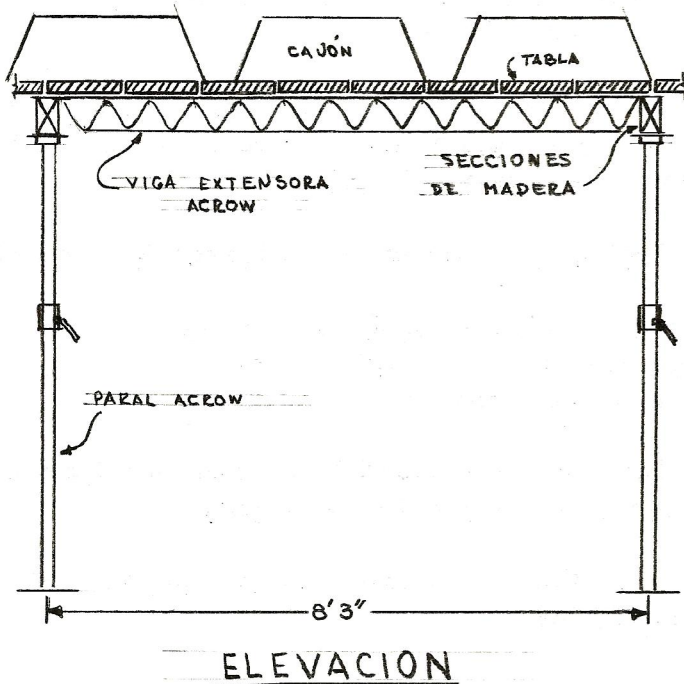 CAJÓN
TABLA
VIGA EXTENSORA
ACROW
SECCIONES
DE MADERA
PARAL ACROW
8'3"
ELEVACION